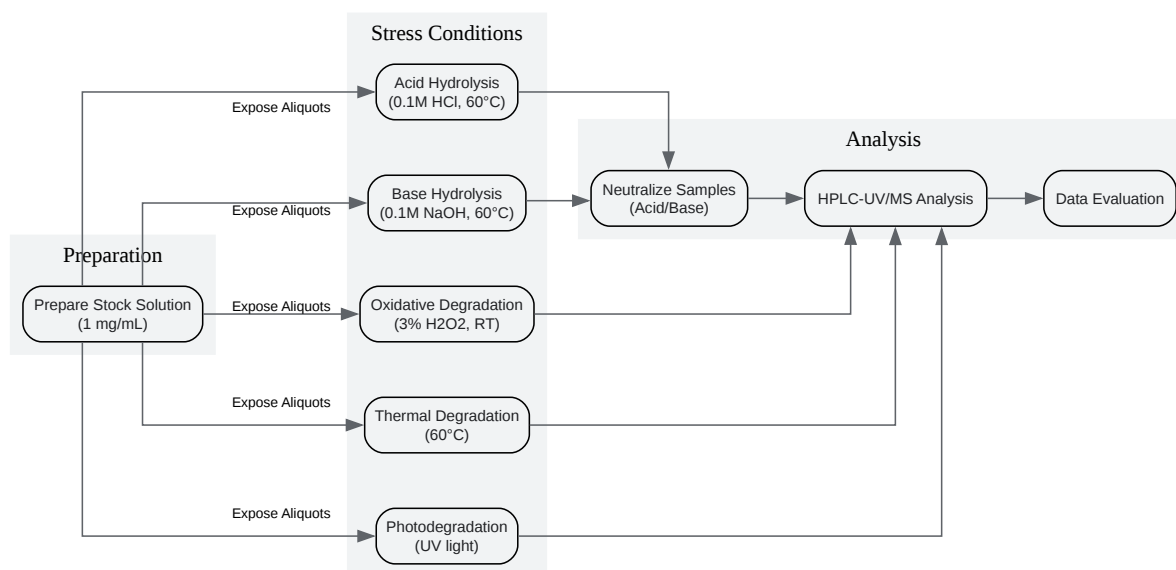 Stress Conditions
Acid Hydrolysis
(0.1M HCl, 60°C)
Expose Aliquots
Analysis
Base Hydrolysis
(0.1M NaOH, 60°C)
Expose Aliquots
Neutralize Samples
(Acid/Base)
HPLC-UV/MS Analysis
Data Evaluation
Preparation
Prepare Stock Solution
(1 mg/mL)
Expose Aliquots
Oxidative Degradation
(3% H2O2, RT)
Expose Aliquots
Thermal Degradation
(60°C)
Expose Aliquots
Photodegradation
(UV light)